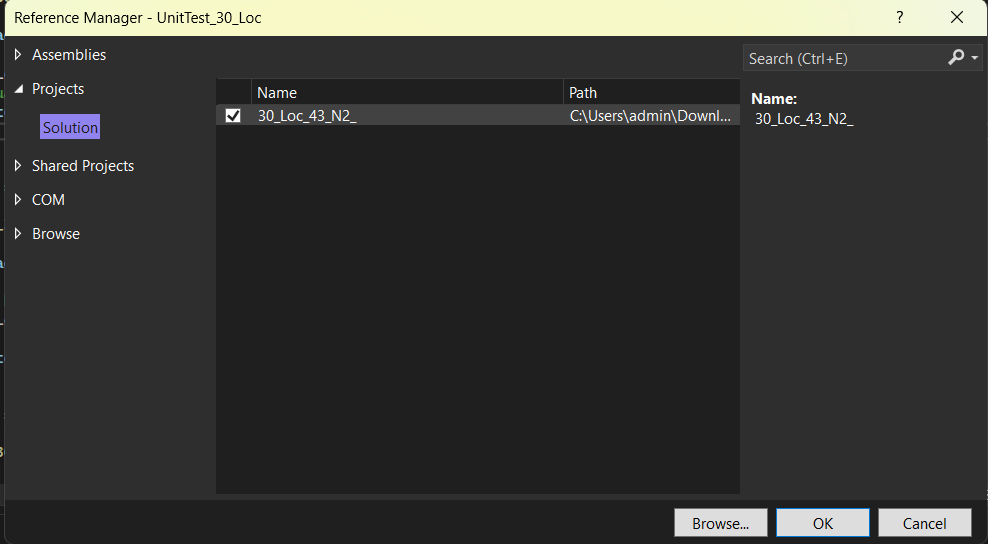 Reference Manager - UnitTest_30_Loc
?
Assemblies
Projects
Solution
Shared Projects
COM
Browse
Name Path
30_Loc_43_N2_ C:\Users\admin\Downl...
Search (Ctrl+E)
Name:
30_Loc_43_N2_
Browse... OK Cancel